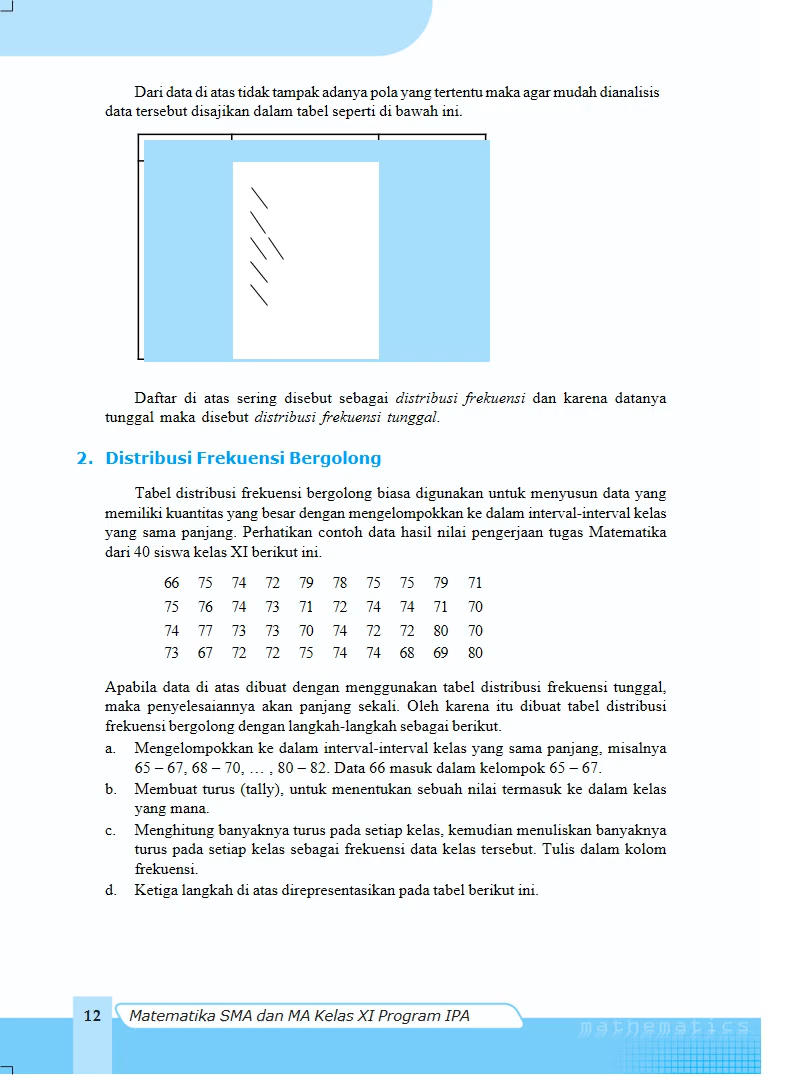 Dari data di atas tidak tampak adanya pola yang tertentu maka agar mudah dianalisis
data tersebut disajikan dalam tabel seperti di bawah ini.
Daftar di atas sering disebut sebagai distribusi frekuensi dan karena datanya
tunggal maka disebut distribusi frekuensi tunggal.
2. Distribusi Frekuensi Bergolong
Tabel distribusi frekuensi bergolong biasa digunakan untuk menyusun data yang
memiliki kuantitas yang besar dengan mengelompokkan ke dalam interval-interval kelas
yang sama panjang. Perhatikan contoh data hasil nilai pengerjaan tugas Matematika
dari 40 siswa kelas XI berikut ini.
66 75 74 72 79 78 75 75 79 71
75 76 74 73 71 72 74 74 71 70
74 77 73 73 70 74 72 72 80 70
73 67 72 72 75 74 74 68 69 80
Apabila data di atas dibuat dengan menggunakan tabel distribusi frekuensi tunggal,
maka penyelesaiannya akan panjang sekali. Oleh karena itu dibuat tabel distribusi
frekuensi bergolong dengan langkah-langkah sebagai berikut.
a. Mengelompokkan ke dalam interval-interval kelas yang sama panjang, misalnya
65 – 67, 68 – 70, … , 80 – 82. Data 66 masuk dalam kelompok 65 – 67.
b. Membuat turus (tally), untuk menentukan sebuah nilai termasuk ke dalam kelas
yang mana.
c. Menghitung banyaknya turus pada setiap kelas, kemudian menuliskan banyaknya
turus pada setiap kelas sebagai frekuensi data kelas tersebut. Tulis dalam kolom
frekuensi.
d. Ketiga langkah di atas direpresentasikan pada tabel berikut ini.
12 Matematika SMA dan MA Kelas XI Program IPA
mathematics